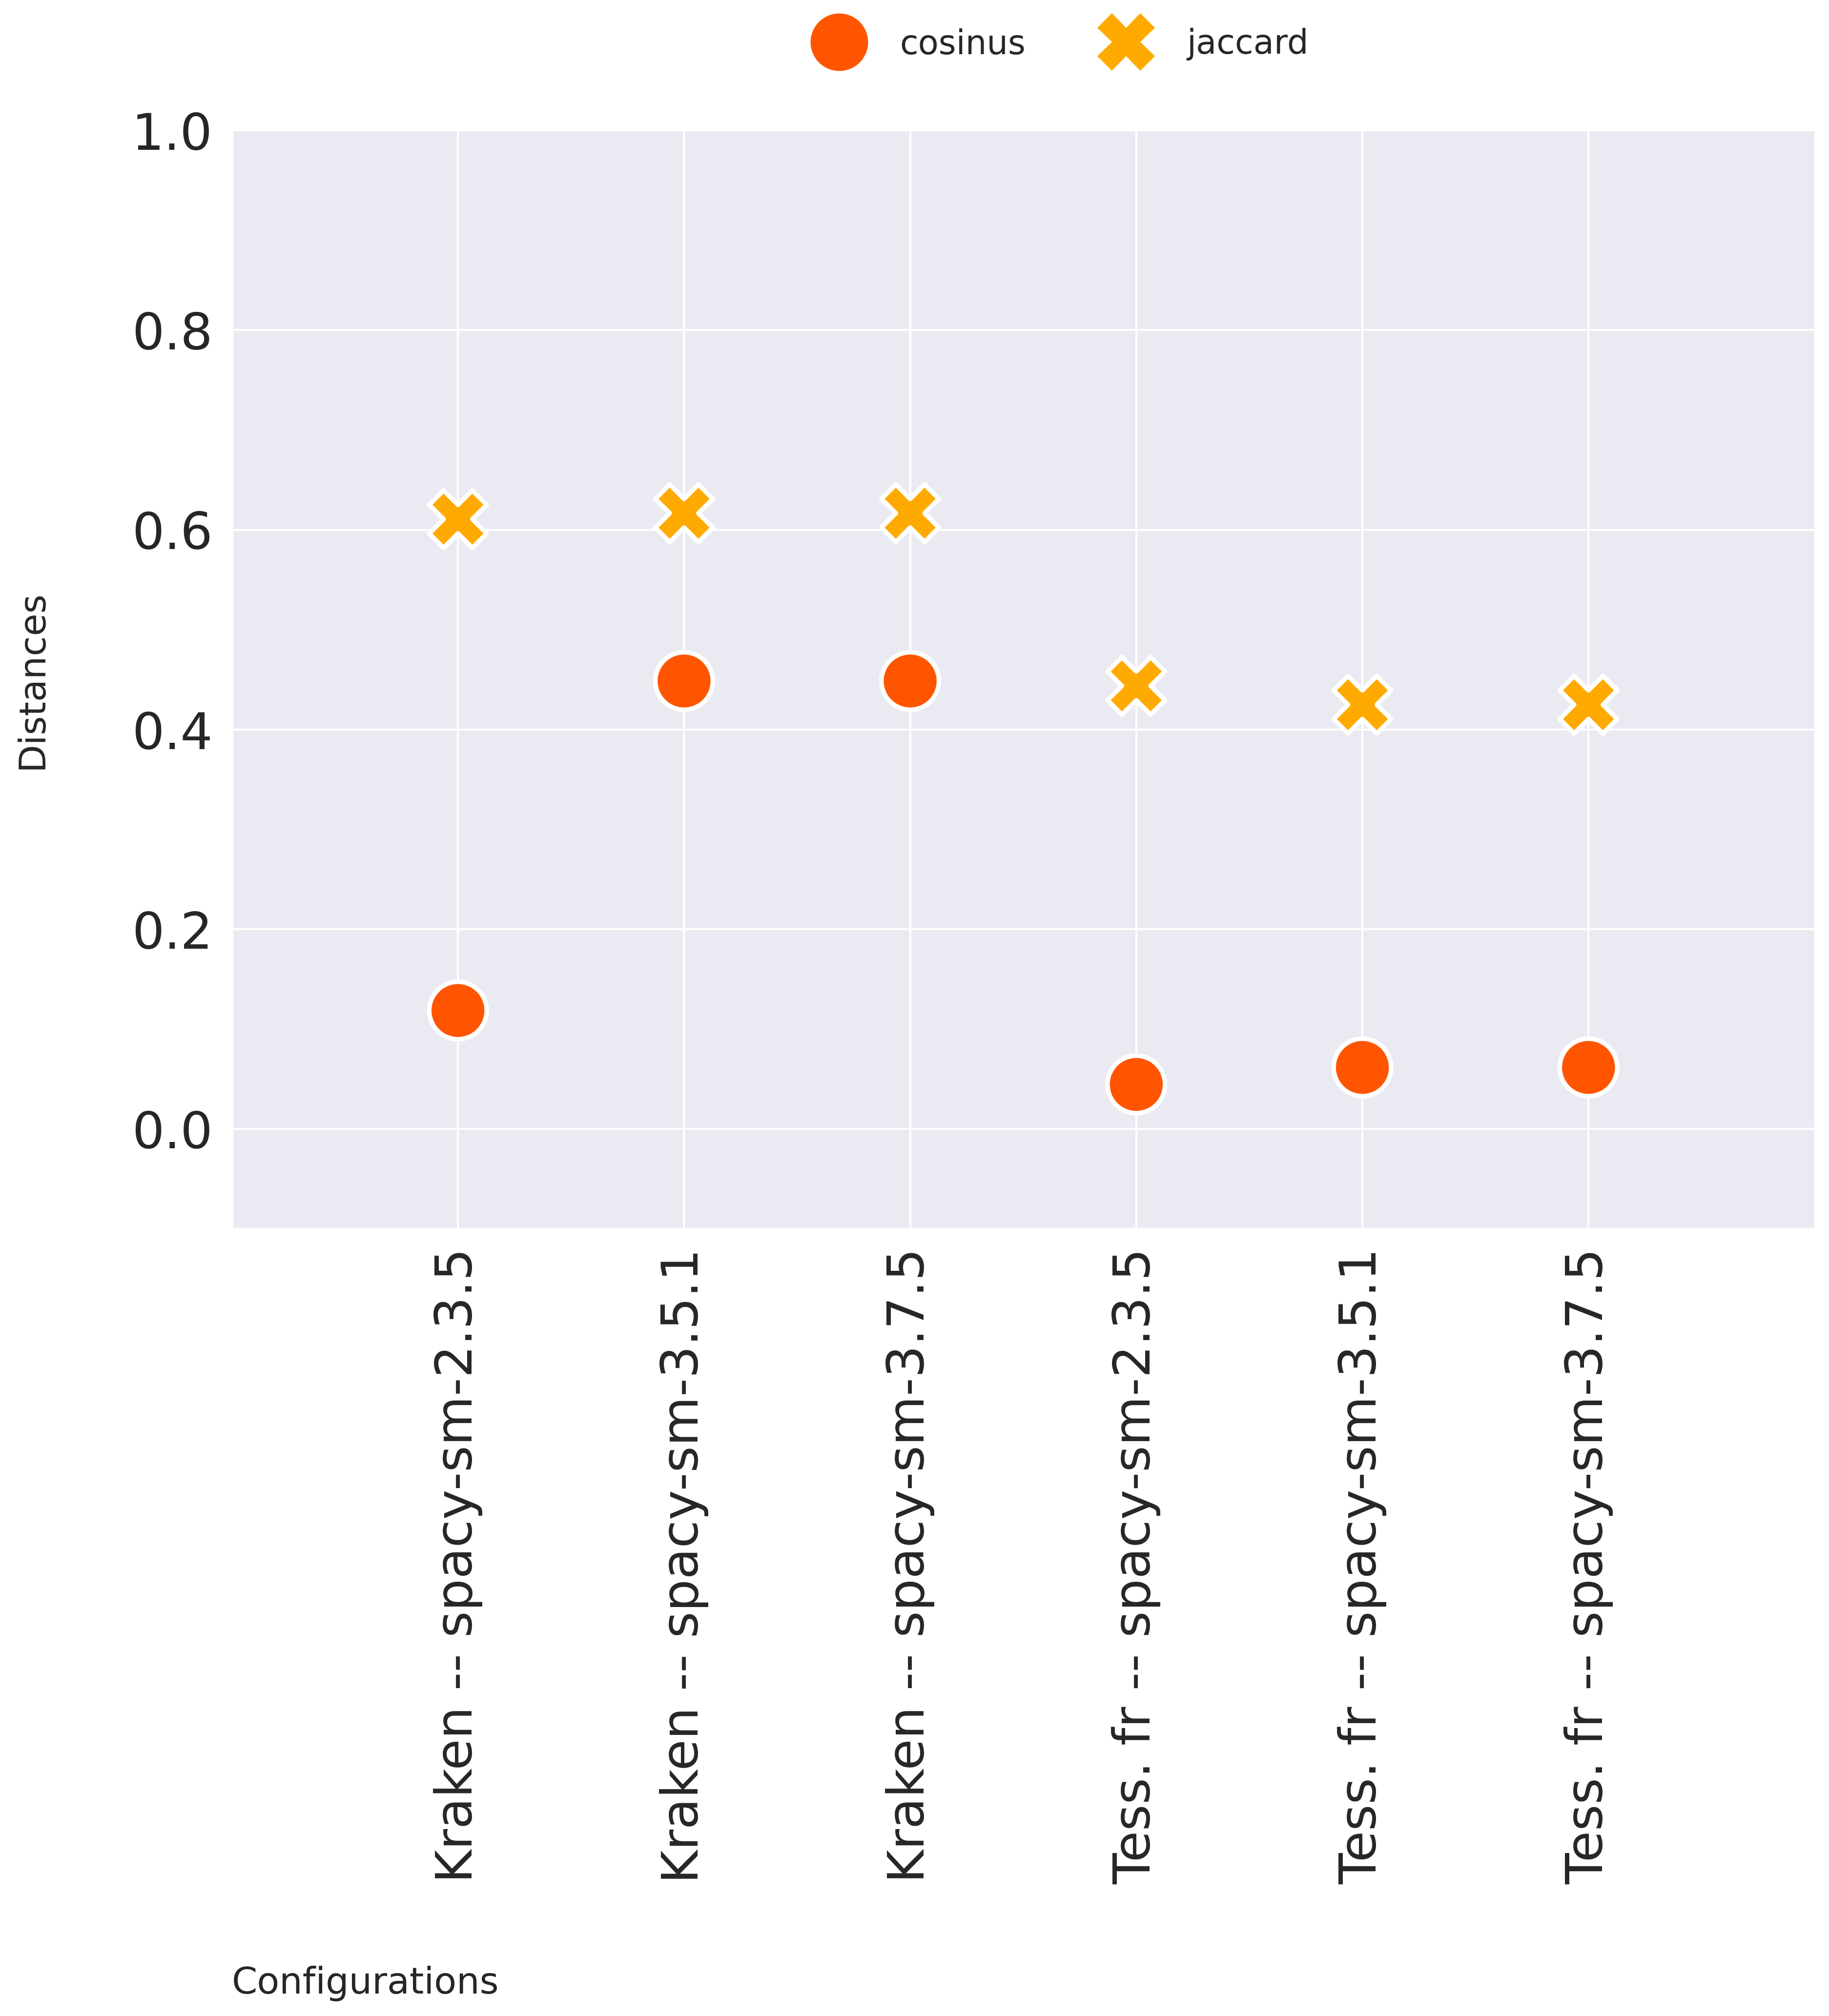 cosinus jaccard
1.0
0.8
0.6
0.4
0.2
0.0
Distances
Kraken -- spacy-sm-2.3.5
Kraken -- spacy-sm-3.5.1
Kraken -- spacy-sm-3.7.5
Tess. fr -- spacy-sm-2.3.5
Tess. fr -- spacy-sm-3.5.1
Tess. fr -- spacy-sm-3.7.5
Configurations